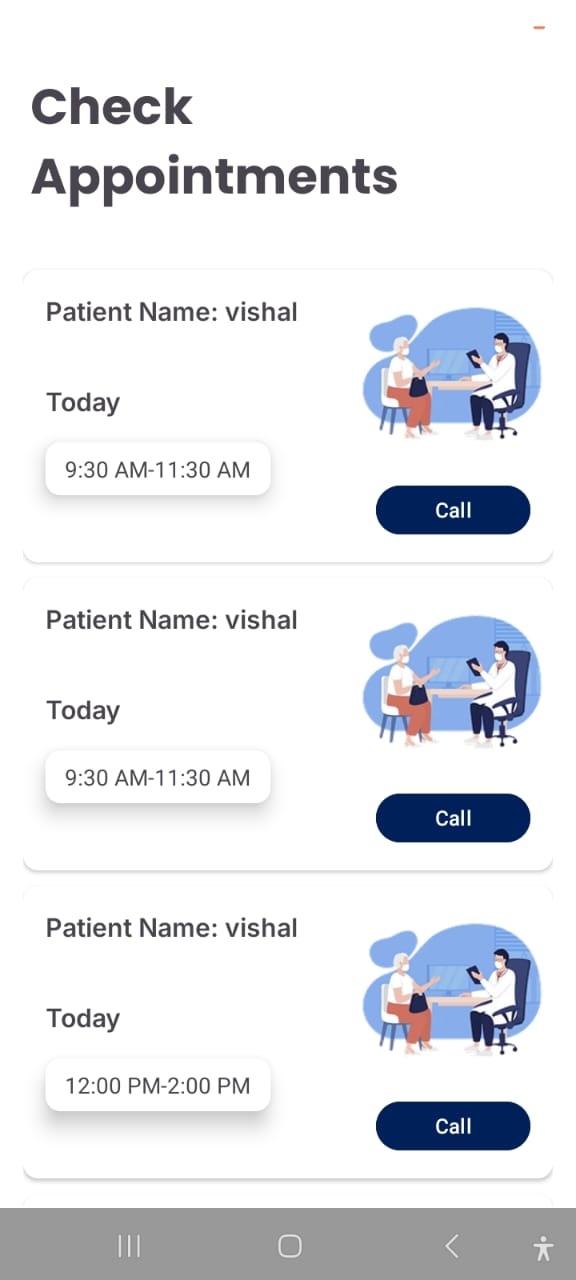 Check
Appointments
Patient Name: vishal
Today
9:30 AM-11:30 AM
Call
Patient Name: vishal
Today
9:30 AM-11:30 AM
Call
Patient Name: vishal
Today
12:00 PM-2:00 PM
Call